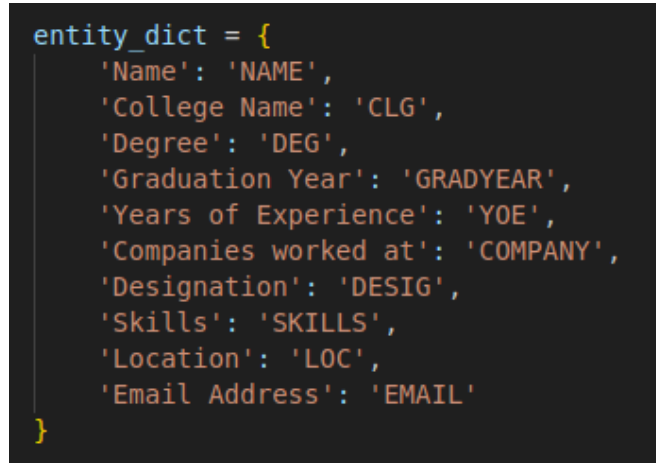 entity_dict = {
    'Name': 'NAME',
    'College Name': 'CLG',
    'Degree': 'DEG',
    'Graduation Year': 'GRADYEAR',
    'Years of Experience': 'YOE',
    'Companies worked at': 'COMPANY',
    'Designation': 'DESIG',
    'Skills': 'SKILLS',
    'Location': 'LOC',
    'Email Address': 'EMAIL'
}